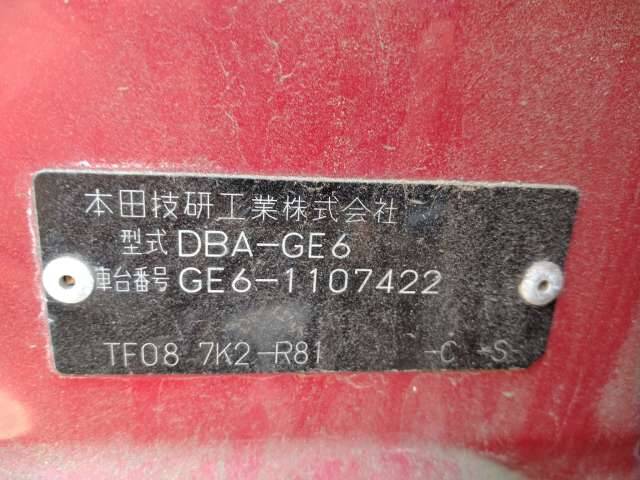 本田技研工業株式会社
型式 DBA-GE6
車台番号 GE6-1107422
TF08 7K2-R81 -C -S-